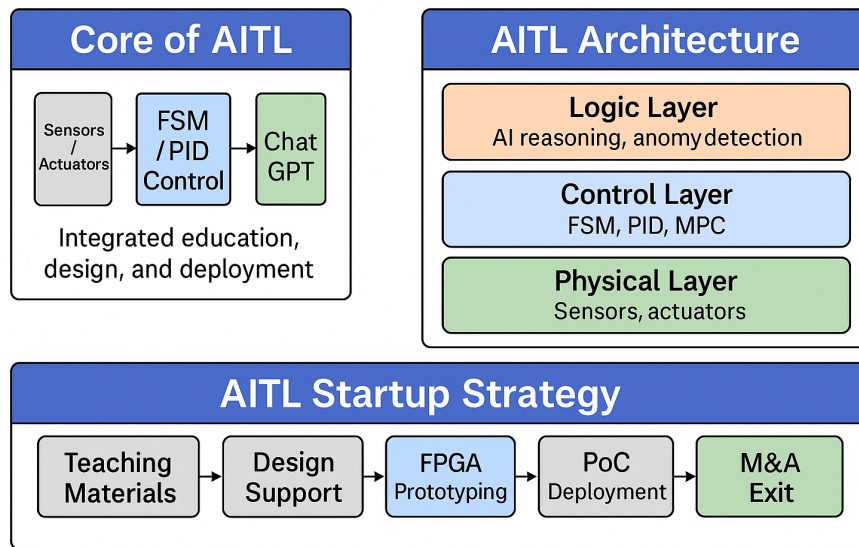 Core of AITL
Sensors
/
Actuators
FSM
/PID
Control
Chat
GPT
Integrated education,
design, and deployment
AITL Architecture
Logic Layer
AI reasoning, anomydetection
Control Layer
FSM, PID, MPC
Physical Layer
Sensors, actuators
AITL Startup Strategy
Teaching
Materials
Design
Support
FPGA
Prototyping
PoC
Deployment
M&A
Exit